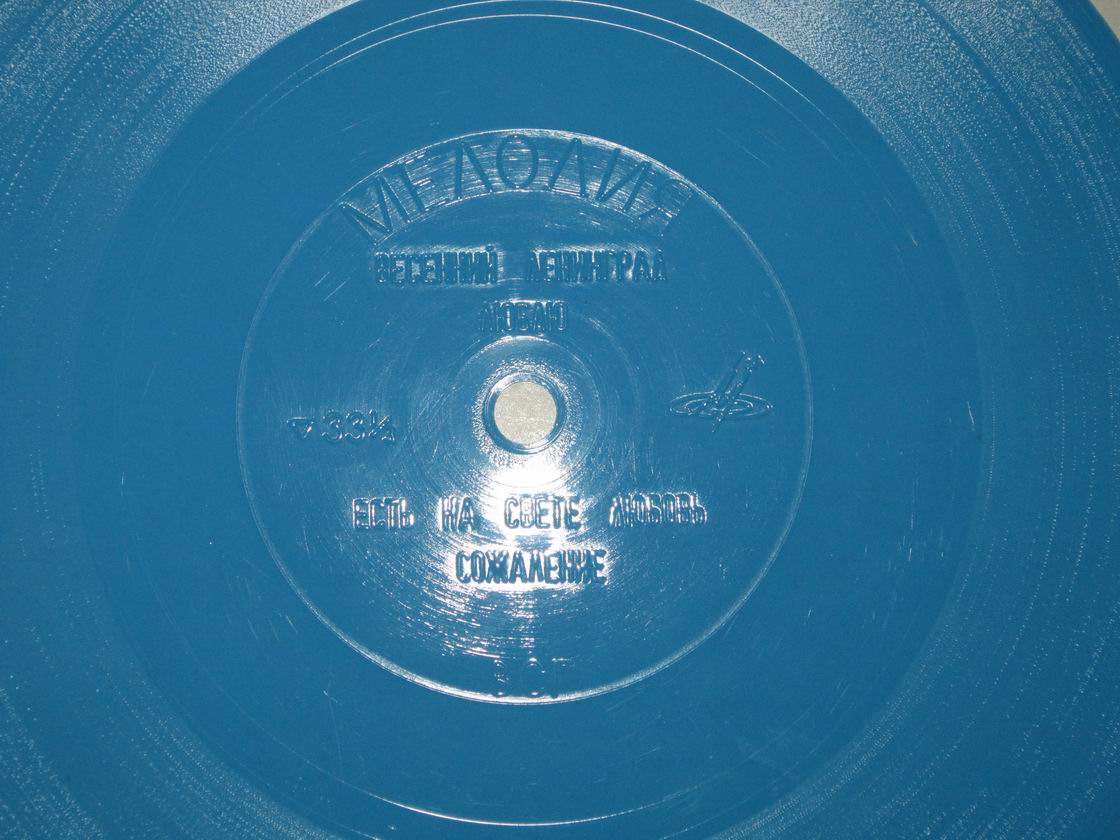 МЕЛОДИЯ
ВЕСЕННИЙ ЛЕНИНГРАД
ЛЮБЛЮ
▽ 33⅓
ЕСТЬ НА СВЕТЕ ЛЮБОВЬ
СОЖАЛЕНИЕ